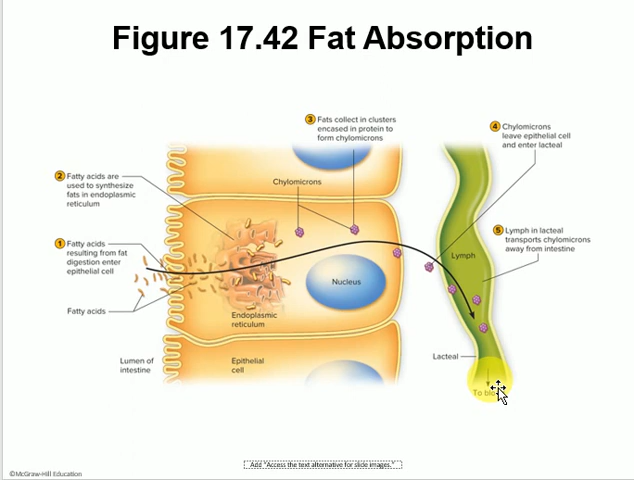 Figure 17.42 Fat Absorption
3 Fats collect in clusters
encased in protein to
form chylomicrons
4 Chylomicrons
leave epithelial cell
and enter lacteal
2 Fatty acids are
used to synthesize
fats in endoplasmic
reticulum
Chylomicrons
5 Lymph in lacteal
transports chylomicrons
away from intestine
1 Fatty acids
resulting from fat
digestion enter
epithelial cell
Lymph
Nucleus
Fatty acids
Endoplasmic
reticulum
Lacteal
Lumen of
intestine
Epithelial
cell
To
Add "Access the text alternative for slide images."
©McGraw-Hill Education